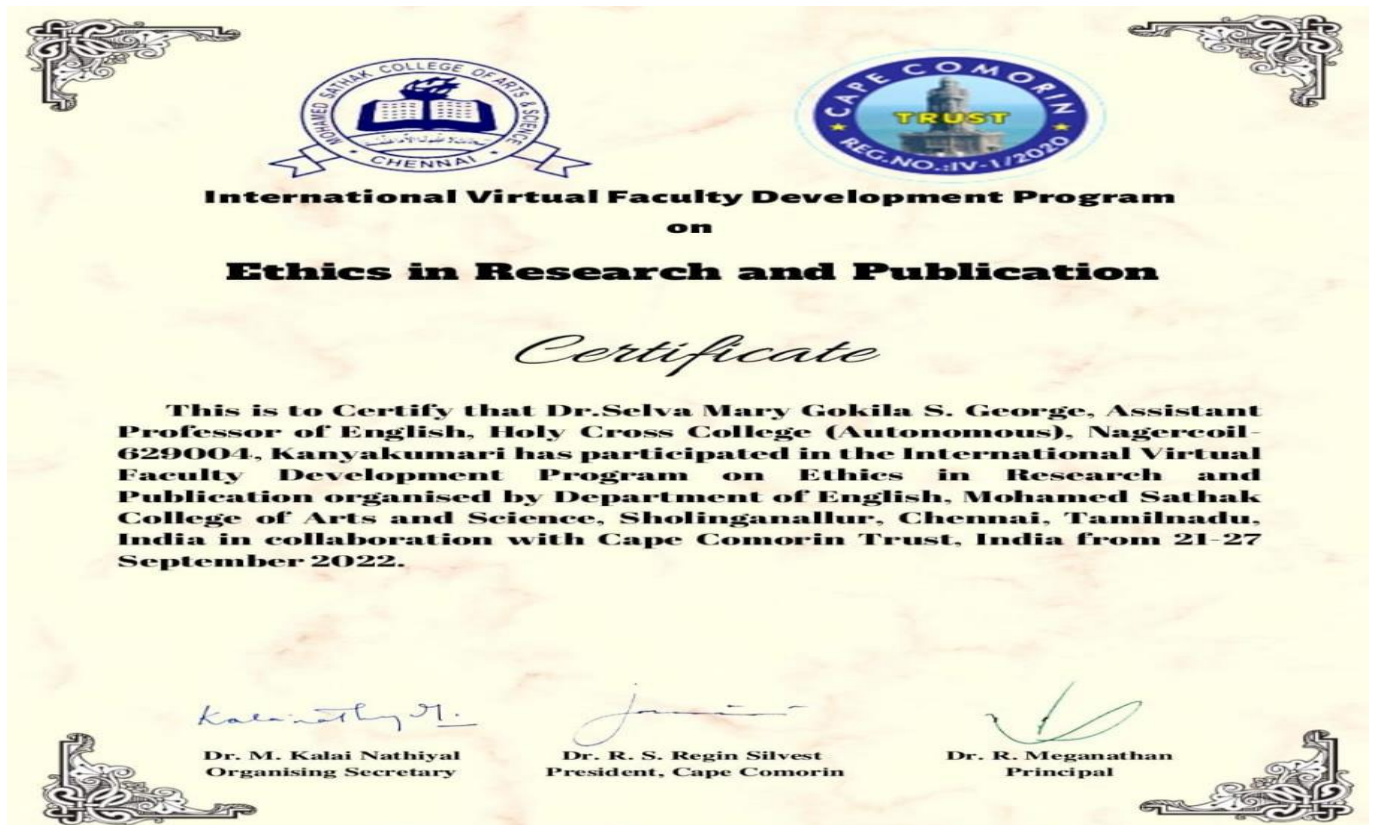 MOHAMED SATHAK COLLEGE OF ARTS & SCIENCE
CHENNAI
CAPE COMORIN
TRUST
REG.NO.:IV-1/2020
International Virtual Faculty Development Program
on
Ethics in Research and Publication
Certificate
This is to Certify that Dr.Selva Mary Gokila S. George, Assistant
Professor of English, Holy Cross College (Autonomous), Nagercoil-
629004, Kanyakumari has participated in the International Virtual
Faculty Development Program on Ethics in Research and
Publication organised by Department of English, Mohamed Sathak
College of Arts and Science, Sholinganallur, Chennai, Tamilnadu,
India in collaboration with Cape Comorin Trust, India from 21-27
September 2022.
Kalainathy M.
Dr. M. Kalai Nathiyal
Organising Secretary
Dr. R. S. Regin Silvest
President, Cape Comorin
Dr. R. Meganathan
Principal